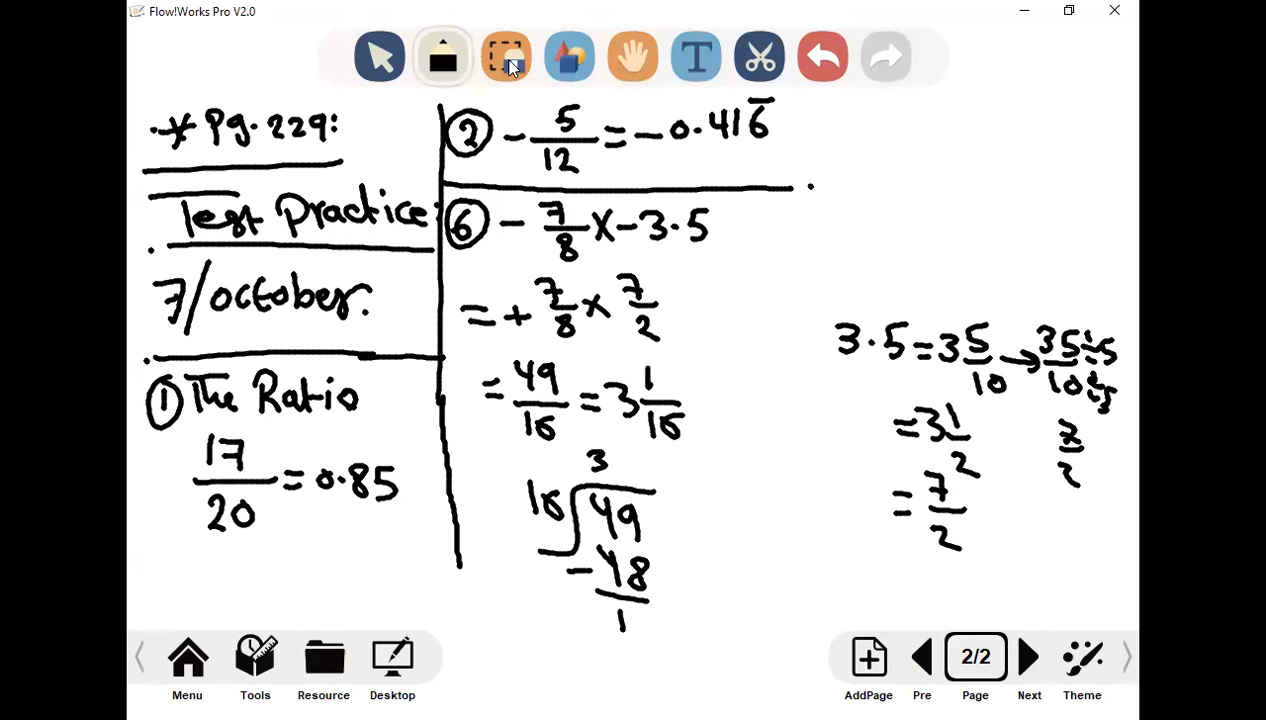 Flow!Works Pro V2.0
* Pg. 229:
Test Practice
7/october.
① The Ratio
17/20 = 0.85
② - 5/12 = - 0.416̅
⑥ - 7/8 x - 3.5
= + 7/8 x 7/2
= 49/16 = 3 1/16
3
16 49
- 48
1
3.5 = 3 5/10 → 35÷5/10÷5
= 3 1/2 7/2
= 7/2
Menu Tools Resource Desktop
2/2
AddPage Pre Page Next Theme